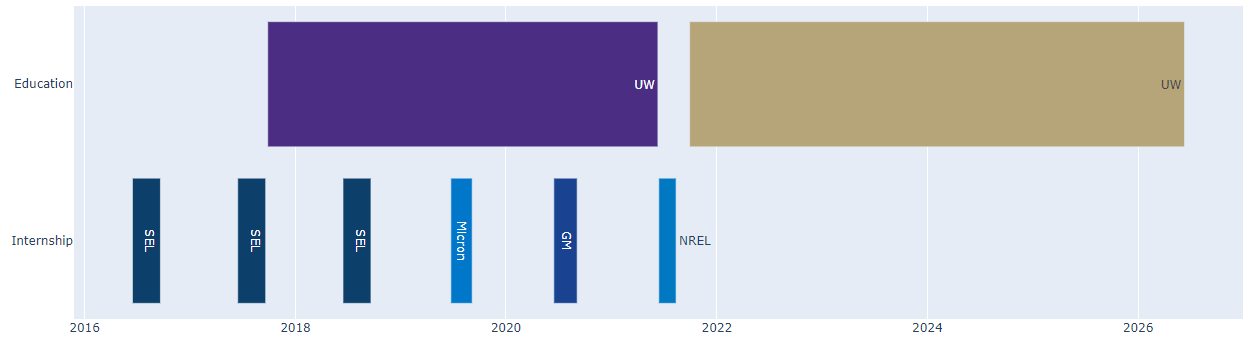 Education
UW
UW
Internship
SEL
SEL
SEL
Micron
GM
NREL
2016
2018
2020
2022
2024
2026